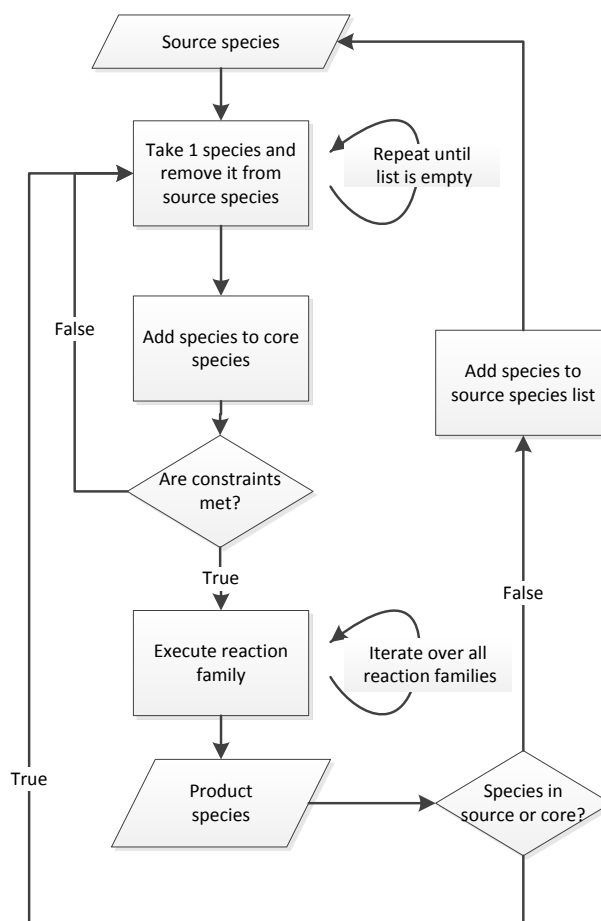 Source species
Take 1 species and
remove it from
source species
Repeat until
list is empty
False
Add species to core
species
Add species to
source species list
Are constraints
met?
True
False
Execute reaction
family
Iterate over all
reaction families
True
Product
species
Species in
source or core?